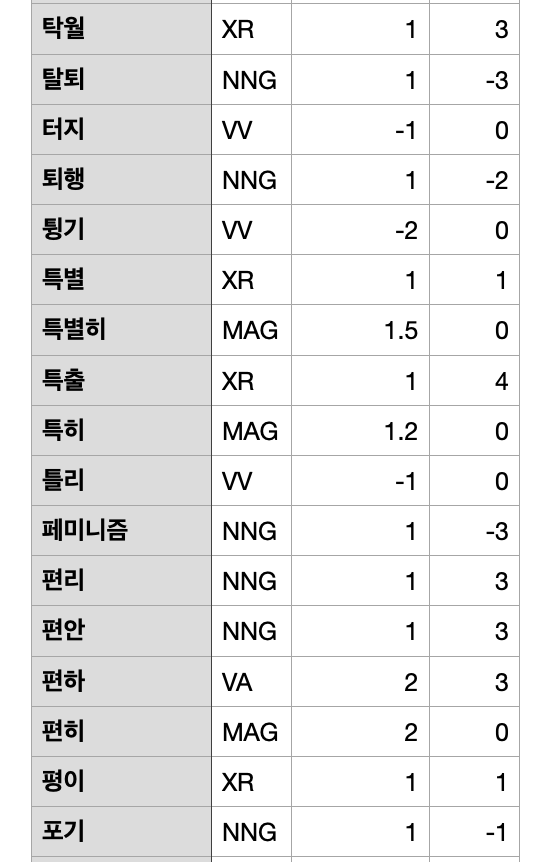 탁월 XR 1 3
탈퇴 NNG 1 -3
터지 VV -1 0
퇴행 NNG 1 -2
튕기 VV -2 0
특별 XR 1 1
특별히 MAG 1.5 0
특출 XR 1 4
특히 MAG 1.2 0
틀리 VV -1 0
페미니즘 NNG 1 -3
편리 NNG 1 3
편안 NNG 1 3
편하 VA 2 3
편히 MAG 2 0
평이 XR 1 1
포기 NNG 1 -1